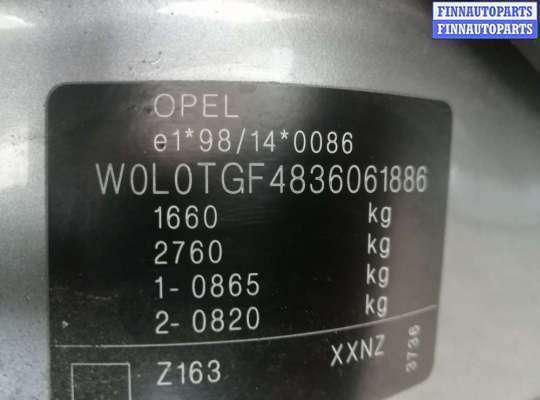 FINNAUTOPARTS
FINNAUTOPARTS
OPEL
e1*98/14*0086
W0L0TGF4836061886
1660 kg
2760 kg
1- 0865 kg
2- 0820 kg
Z163 XXNZ 3736